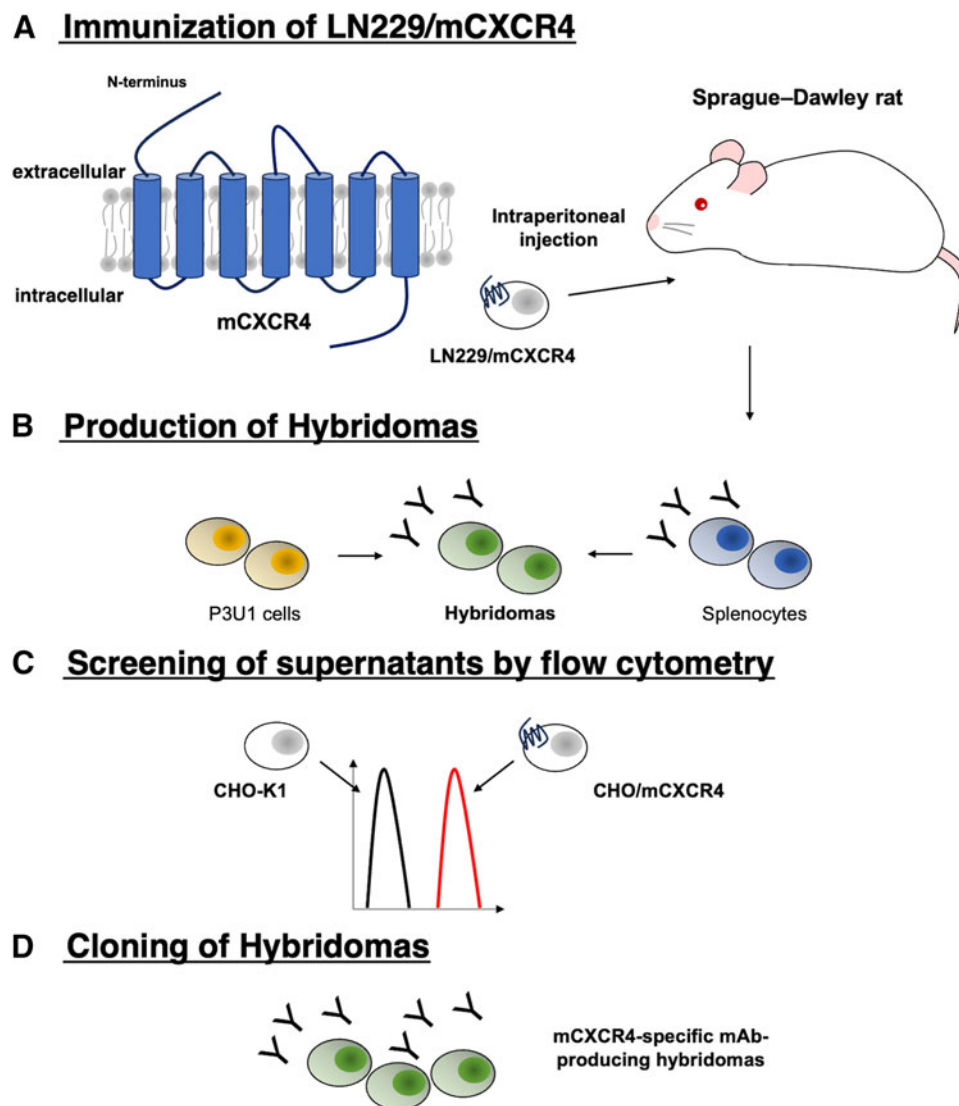 A Immunization of LN229/mCXCR4
N-terminus
Sprague–Dawley rat
extracellular
Intraperitoneal
injection
intracellular
mCXCR4
LN229/mCXCR4
B Production of Hybridomas
P3U1 cells
Hybridomas
Splenocytes
C Screening of supernatants by flow cytometry
CHO-K1
CHO/mCXCR4
D Cloning of Hybridomas
mCXCR4-specific mAb-
producing hybridomas